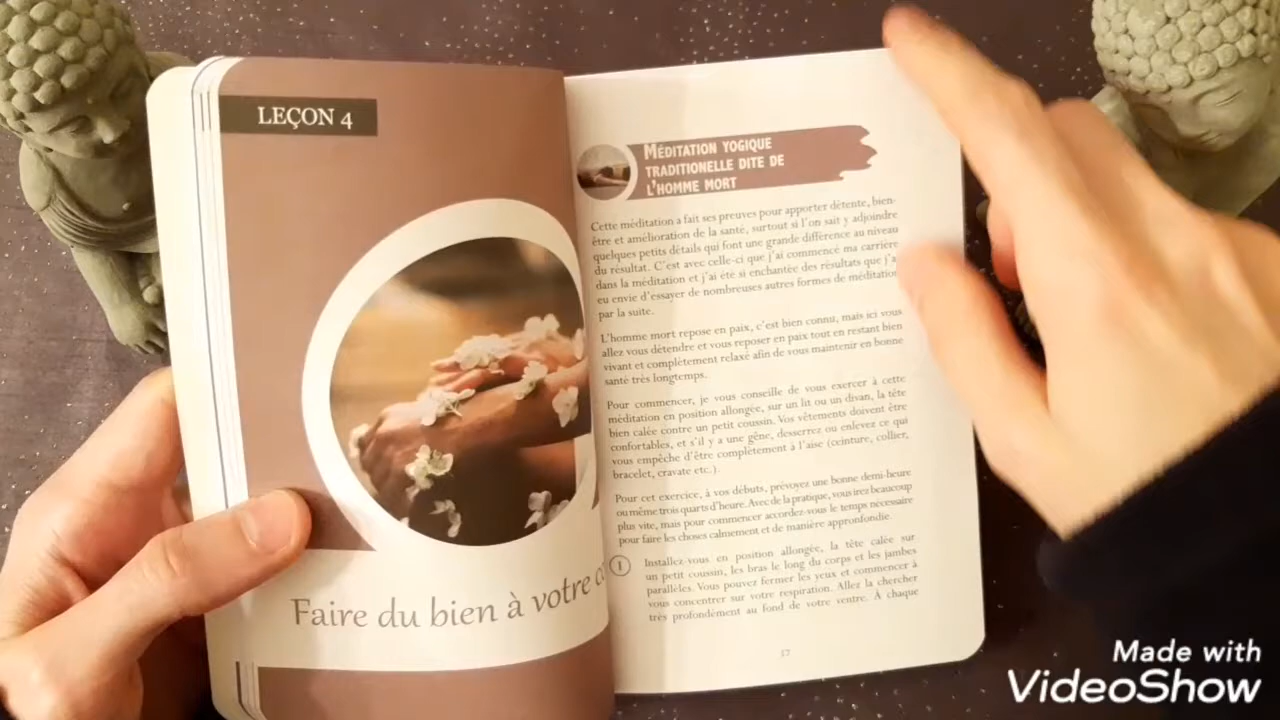 LEÇON 4
Faire du bien à votre
MÉDITATION YOGIQUE
TRADITIONELLE DITE DE
L'HOMME MORT
Cette méditation a fait ses preuves pour apporter détente, bien-
être et amélioration de la santé, surtout si l'on sait y adjoindre
quelques petits détails qui font une grande différence au niveau
du résultat. C'est avec celle-ci que j'ai commencé ma carrière
dans la méditation et j'ai été si enchantée des résultats que j'ai
eu envie d'essayer de nombreuses autres formes de méditation
par la suite.
L'homme mort repose en paix, c'est bien connu, mais ici vous
allez vous détendre et vous reposer en paix tout en restant bien
vivant et complètement relaxé afin de vous maintenir en bonne
santé très longtemps.
Pour commencer, je vous conseille de vous exercer à cette
méditation en position allongée, sur un lit ou un divan, la tête
bien calée contre un petit coussin. Vos vêtements doivent être
confortables, et s'il y a une gêne, desserrez ou enlevez ce qui
vous empêche d'être complètement à l'aise (ceinture, collier,
bracelet, cravate etc.).
Pour cet exercice, à vos débuts, prévoyez une bonne demi-heure
ou même trois quarts d'heure. Avec de la pratique, vous irez beaucoup
plus vite, mais pour commencer accordez-vous le temps nécessaire
pour faire les choses calmement et de manière approfondie.
1 Installez-vous en position allongée, la tête calée sur
un petit coussin, les bras le long du corps et les jambes
parallèles. Vous pouvez fermer les yeux et commencer à
vous concentrer sur votre respiration. Allez la chercher
très profondément au fond de votre ventre. À chaque
Made with
VideoShow